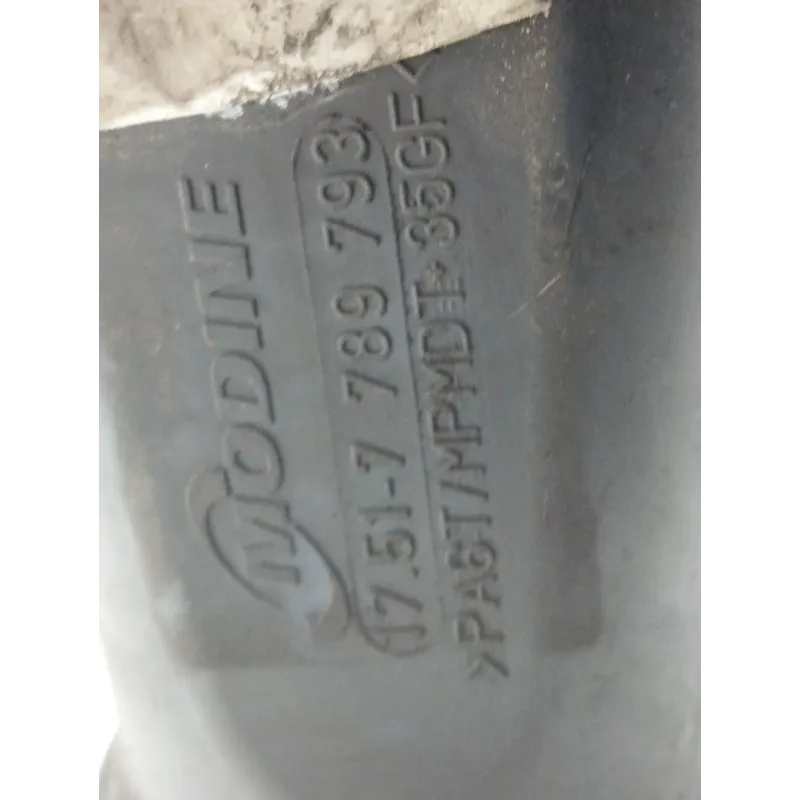 MODINE
17.51-7 789 793
>PA6T/MPMDT-35GF<